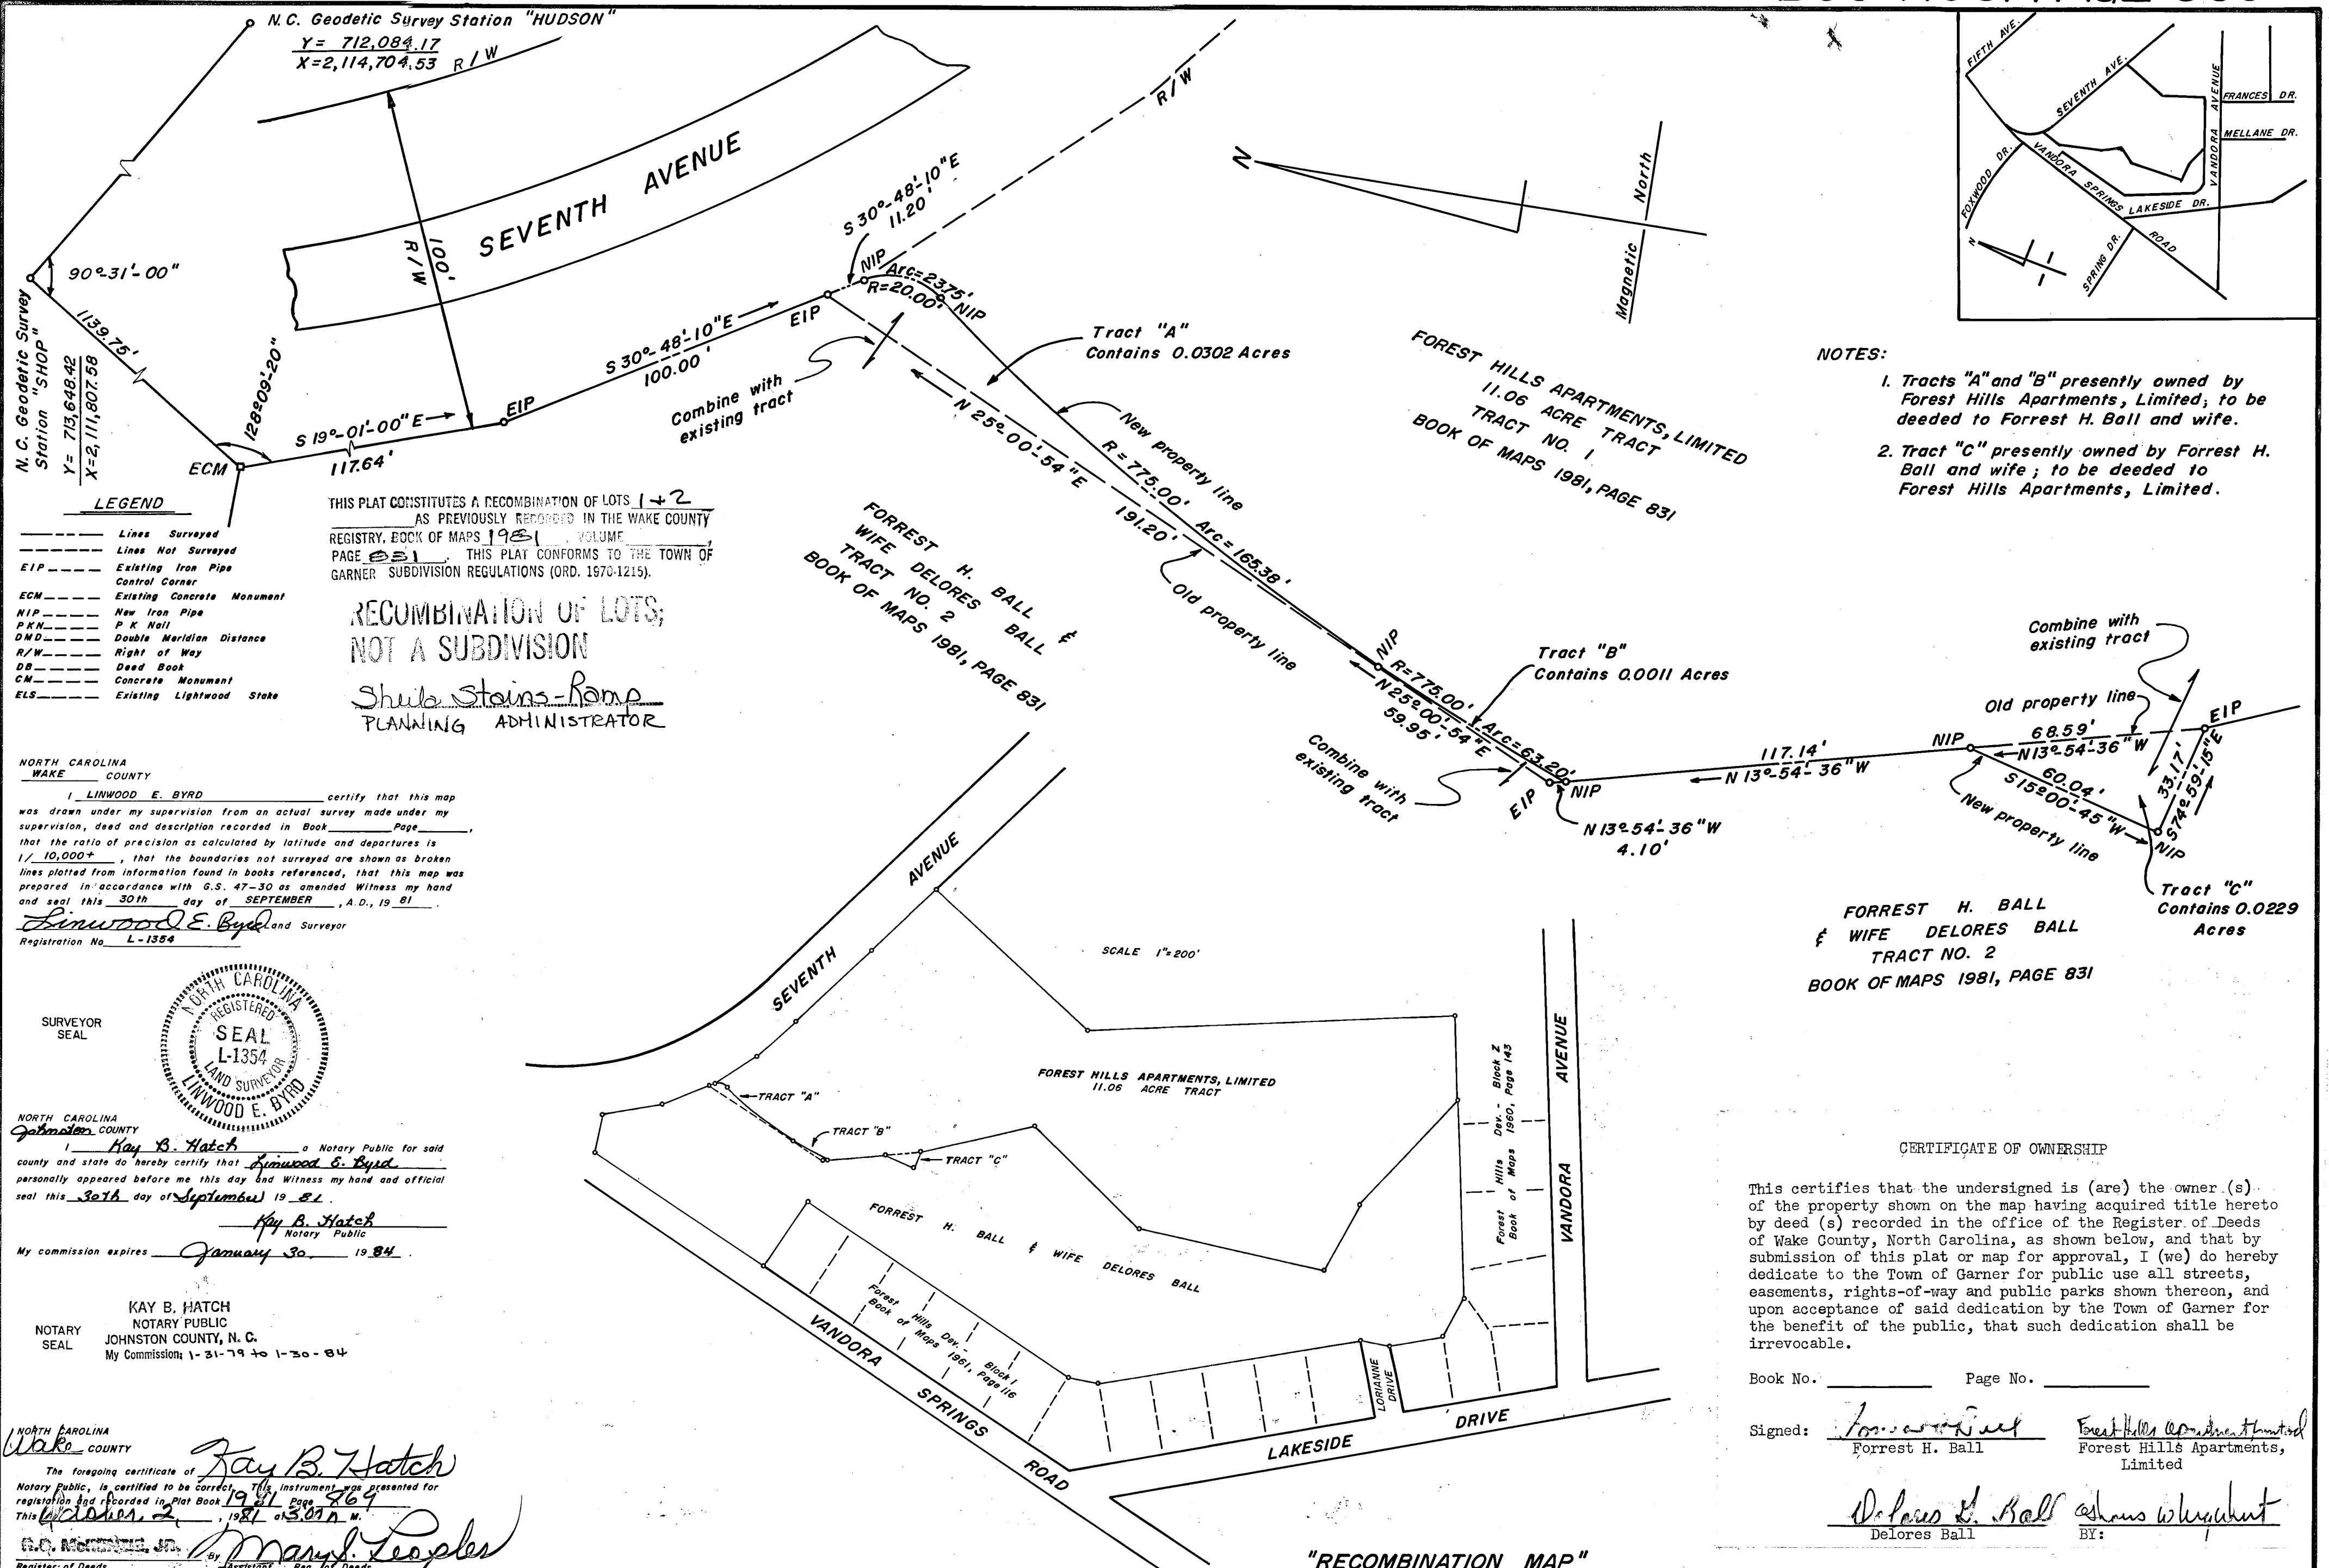 N.C. Geodetic Survey Station "HUDSON"
Y= 712,084.17
X=2,114,704.53
R/W
R/W
SEVENTH AVENUE
100'
R/W
90°-31'-00"
1139.75'
N.C. Geodetic Survey
Station "SHOP"
Y= 713,648.42
X=2,111,807.58
128°-09'-20"
ECM
S 19°-01'-00" E
117.64'
EIP
S 30°-48'-10"E
100.00'
EIP
S 30°-48'-10"E
11.20'
NIP
Arc=23.75'
R=20.00'
NIP
Combine with
existing tract
Tract "A"
Contains 0.0302 Acres
N 25°-00'-54"E
191.20'
New property line
R = 775.00' Arc = 165.38'
Old property line
N
Magnetic North
FOREST HILLS APARTMENTS, LIMITED
11.06 ACRE TRACT
TRACT NO. 1
BOOK OF MAPS 1981, PAGE 831
FIFTH AVE.
SEVENTH AVE.
VANDORA AVENUE
FRANCES DR.
MELLANE DR.
FOXWOOD DR.
VANDORA SPRINGS ROAD
LAKESIDE DR.
SPRING DR.
N
NOTES:
1. Tracts "A" and "B" presently owned by
Forest Hills Apartments, Limited; to be
deeded to Forrest H. Ball and wife.
2. Tract "C" presently owned by Forrest H.
Ball and wife ; to be deeded to
Forest Hills Apartments, Limited.
LEGEND
Lines Surveyed
Lines Not Surveyed
EIP Existing Iron Pipe
Control Corner
ECM Existing Concrete Monument
NIP New Iron Pipe
PKN P K Nail
DMD Double Meridian Distance
R/W Right of Way
DB Deed Book
CM Concrete Monument
ELS Existing Lightwood Stake
THIS PLAT CONSTITUTES A RECOMBINATION OF LOTS 1+2
AS PREVIOUSLY RECORDED IN THE WAKE COUNTY
REGISTRY, BOOK OF MAPS 1981, VOLUME
PAGE 831. THIS PLAT CONFORMS TO THE TOWN OF
GARNER SUBDIVISION REGULATIONS (ORD. 1970-1215).
RECOMBINATION OF LOTS;
NOT A SUBDIVISION
Sheila Stains-Ramp
PLANNING ADMINISTRATOR
FORREST H. BALL &
WIFE DELORES BALL
TRACT NO. 2
BOOK OF MAPS 1981, PAGE 831
NIP
R=775.00' Arc=63.20'
N 25°-00'-54"E
59.95'
Tract "B"
Contains 0.0011 Acres
Combine with
existing tract
EIP
NIP
N 13°-54'-36"W
4.10'
117.14'
N 13°-54'-36"W
NIP
Old property line
68.59'
N13°-54'-36"W
Combine with
existing tract
EIP
60.04'
S15°-00'-45"W
33.17'
S74°-59'-15"E
NIP
New property line
Tract "C"
Contains 0.0229
Acres
FORREST H. BALL
& WIFE DELORES BALL
TRACT NO. 2
BOOK OF MAPS 1981, PAGE 831
NORTH CAROLINA
WAKE COUNTY
I LINWOOD E. BYRD certify that this map
was drawn under my supervision from an actual survey made under my
supervision, deed and description recorded in Book Page ,
that the ratio of precision as calculated by latitude and departures is
1/ 10,000+ , that the boundaries not surveyed are shown as broken
lines plotted from information found in books referenced, that this map was
prepared in accordance with G.S. 47-30 as amended Witness my hand
and seal this 30th day of SEPTEMBER , A.D., 19 81 .
Linwood E. Byrd Land Surveyor
Registration No L-1354
SURVEYOR
SEAL
NORTH CAROLINA
REGISTERED
SEAL
L-1354
LAND SURVEYOR
LINWOOD E. BYRD
NORTH CAROLINA
Johnston COUNTY
I Kay B. Hatch a Notary Public for said
county and state do hereby certify that Linwood E. Byrd
personally appeared before me this day and Witness my hand and official
seal this 30th day of September 19 81 .
Kay B. Hatch
Notary Public
My commission expires January 30 19 84 .
NOTARY
SEAL
KAY B. HATCH
NOTARY PUBLIC
JOHNSTON COUNTY, N. C.
My Commission: 1-31-79 to 1-30-84
NORTH CAROLINA
Wake COUNTY
The foregoing certificate of Kay B. Hatch
Notary Public, is certified to be correct. This instrument was presented for
registration and recorded in Plat Book 1981 Page 869
This October 2, , 1981 at M.
By Mary S. Peoples
SEVENTH AVENUE
SCALE 1"=200'
FOREST HILLS APARTMENTS, LIMITED
11.06 ACRE TRACT
TRACT "A"
TRACT "B"
TRACT "C"
FORREST H. BALL & WIFE DELORES BALL
Forest Hills Dev. - Block Z
Book of Maps 1960, Page 143
VANDORA AVENUE
Forest Hills Dev. - Block 1
Book of Maps 1961, Page 116
VANDORA SPRINGS ROAD
LORIANNE
DRIVE
LAKESIDE DRIVE
"RECOMBINATION MAP"
CERTIFICATE OF OWNERSHIP
This certifies that the undersigned is (are) the owner (s)
of the property shown on the map having acquired title hereto
by deed (s) recorded in the office of the Register of Deeds
of Wake County, North Carolina, as shown below, and that by
submission of this plat or map for approval, I (we) do hereby
dedicate to the Town of Garner for public use all streets,
easements, rights-of-way and public parks shown thereon, and
upon acceptance of said dedication by the Town of Garner for
the benefit of the public, that such dedication shall be
irrevocable.
Book No. Page No.
Signed:
Forrest H. Ball
Forest Hills Apartments Limited
Forest Hills Apartments,
Limited
Delores Ball
Delores Ball
BY: